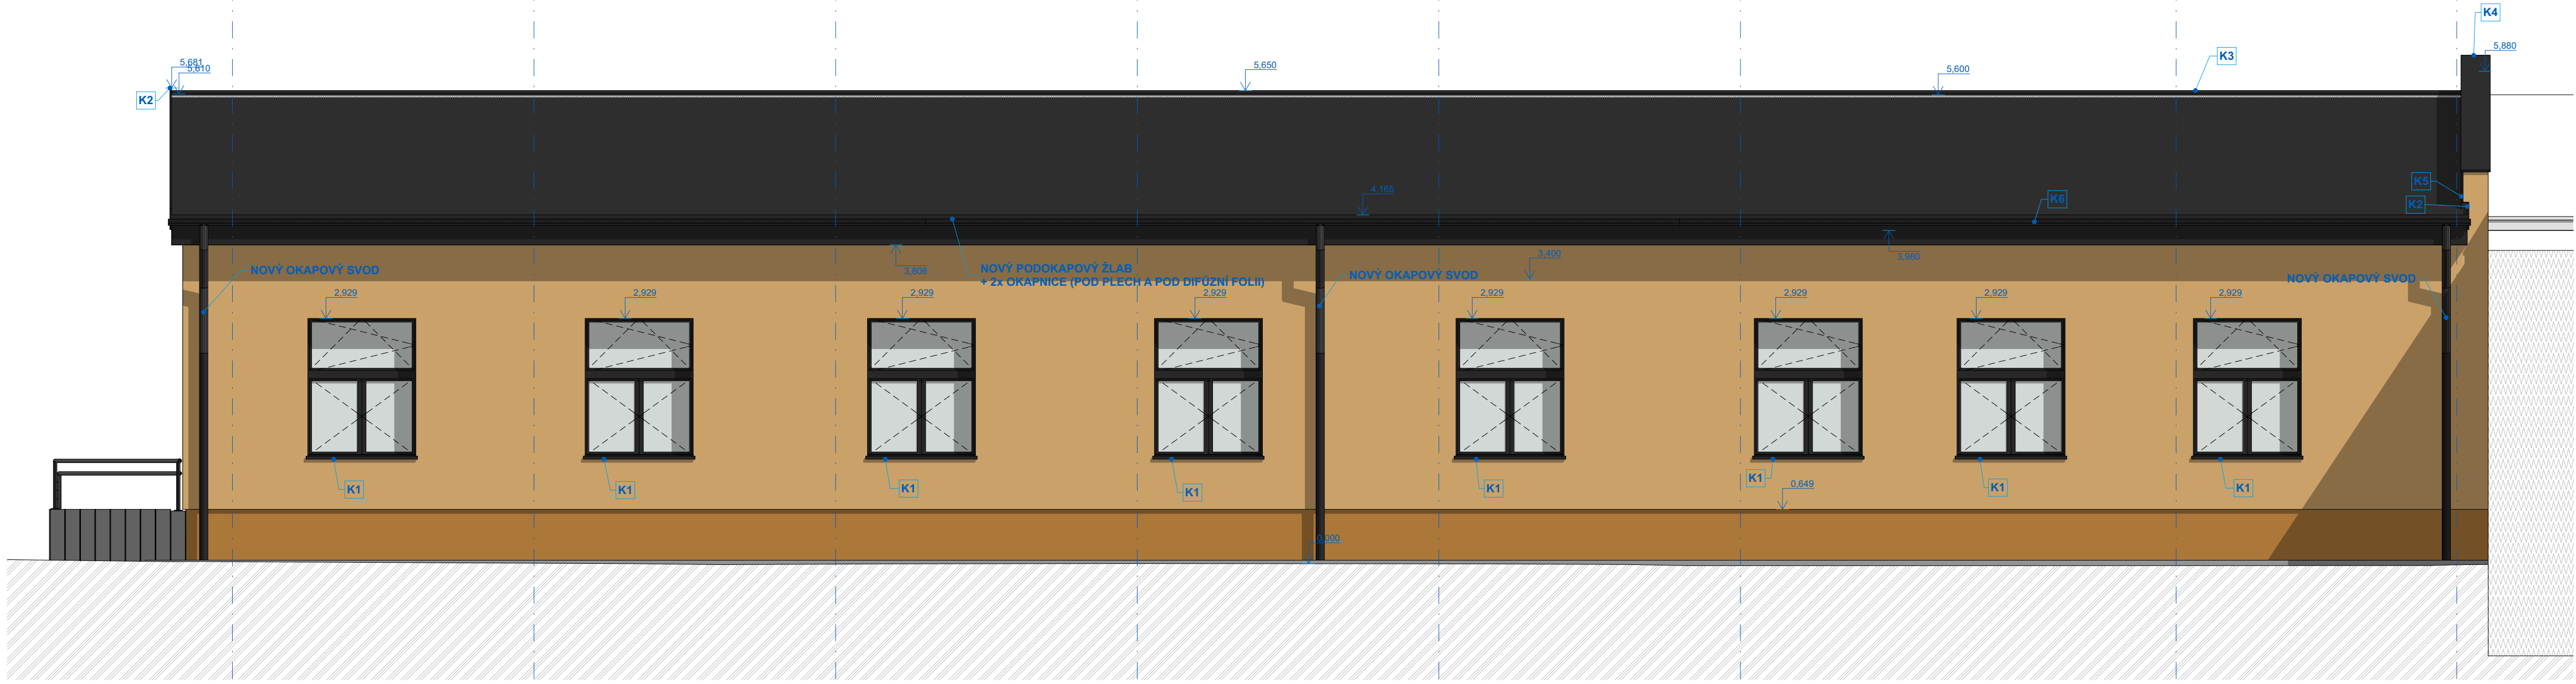 K4
5,880
K3
5,681
5,610
5,650
5,600
K2
K5
K6
K2
4,165
NOVÝ OKAPOVÝ SVOD
3,608
NOVÝ PODOKAPOVÝ ŽLAB
+ 2x OKAPNICE (POD PLECH A POD DIFÚZNÍ FOLII)
NOVÝ OKAPOVÝ SVOD
3,400
3,980
NOVÝ OKAPOVÝ SVOD
2,929
2,929
2,929
2,929
2,929
2,929
2,929
2,929
K1
K1
K1
K1
K1
K1
K1
K1
0,649
0,000